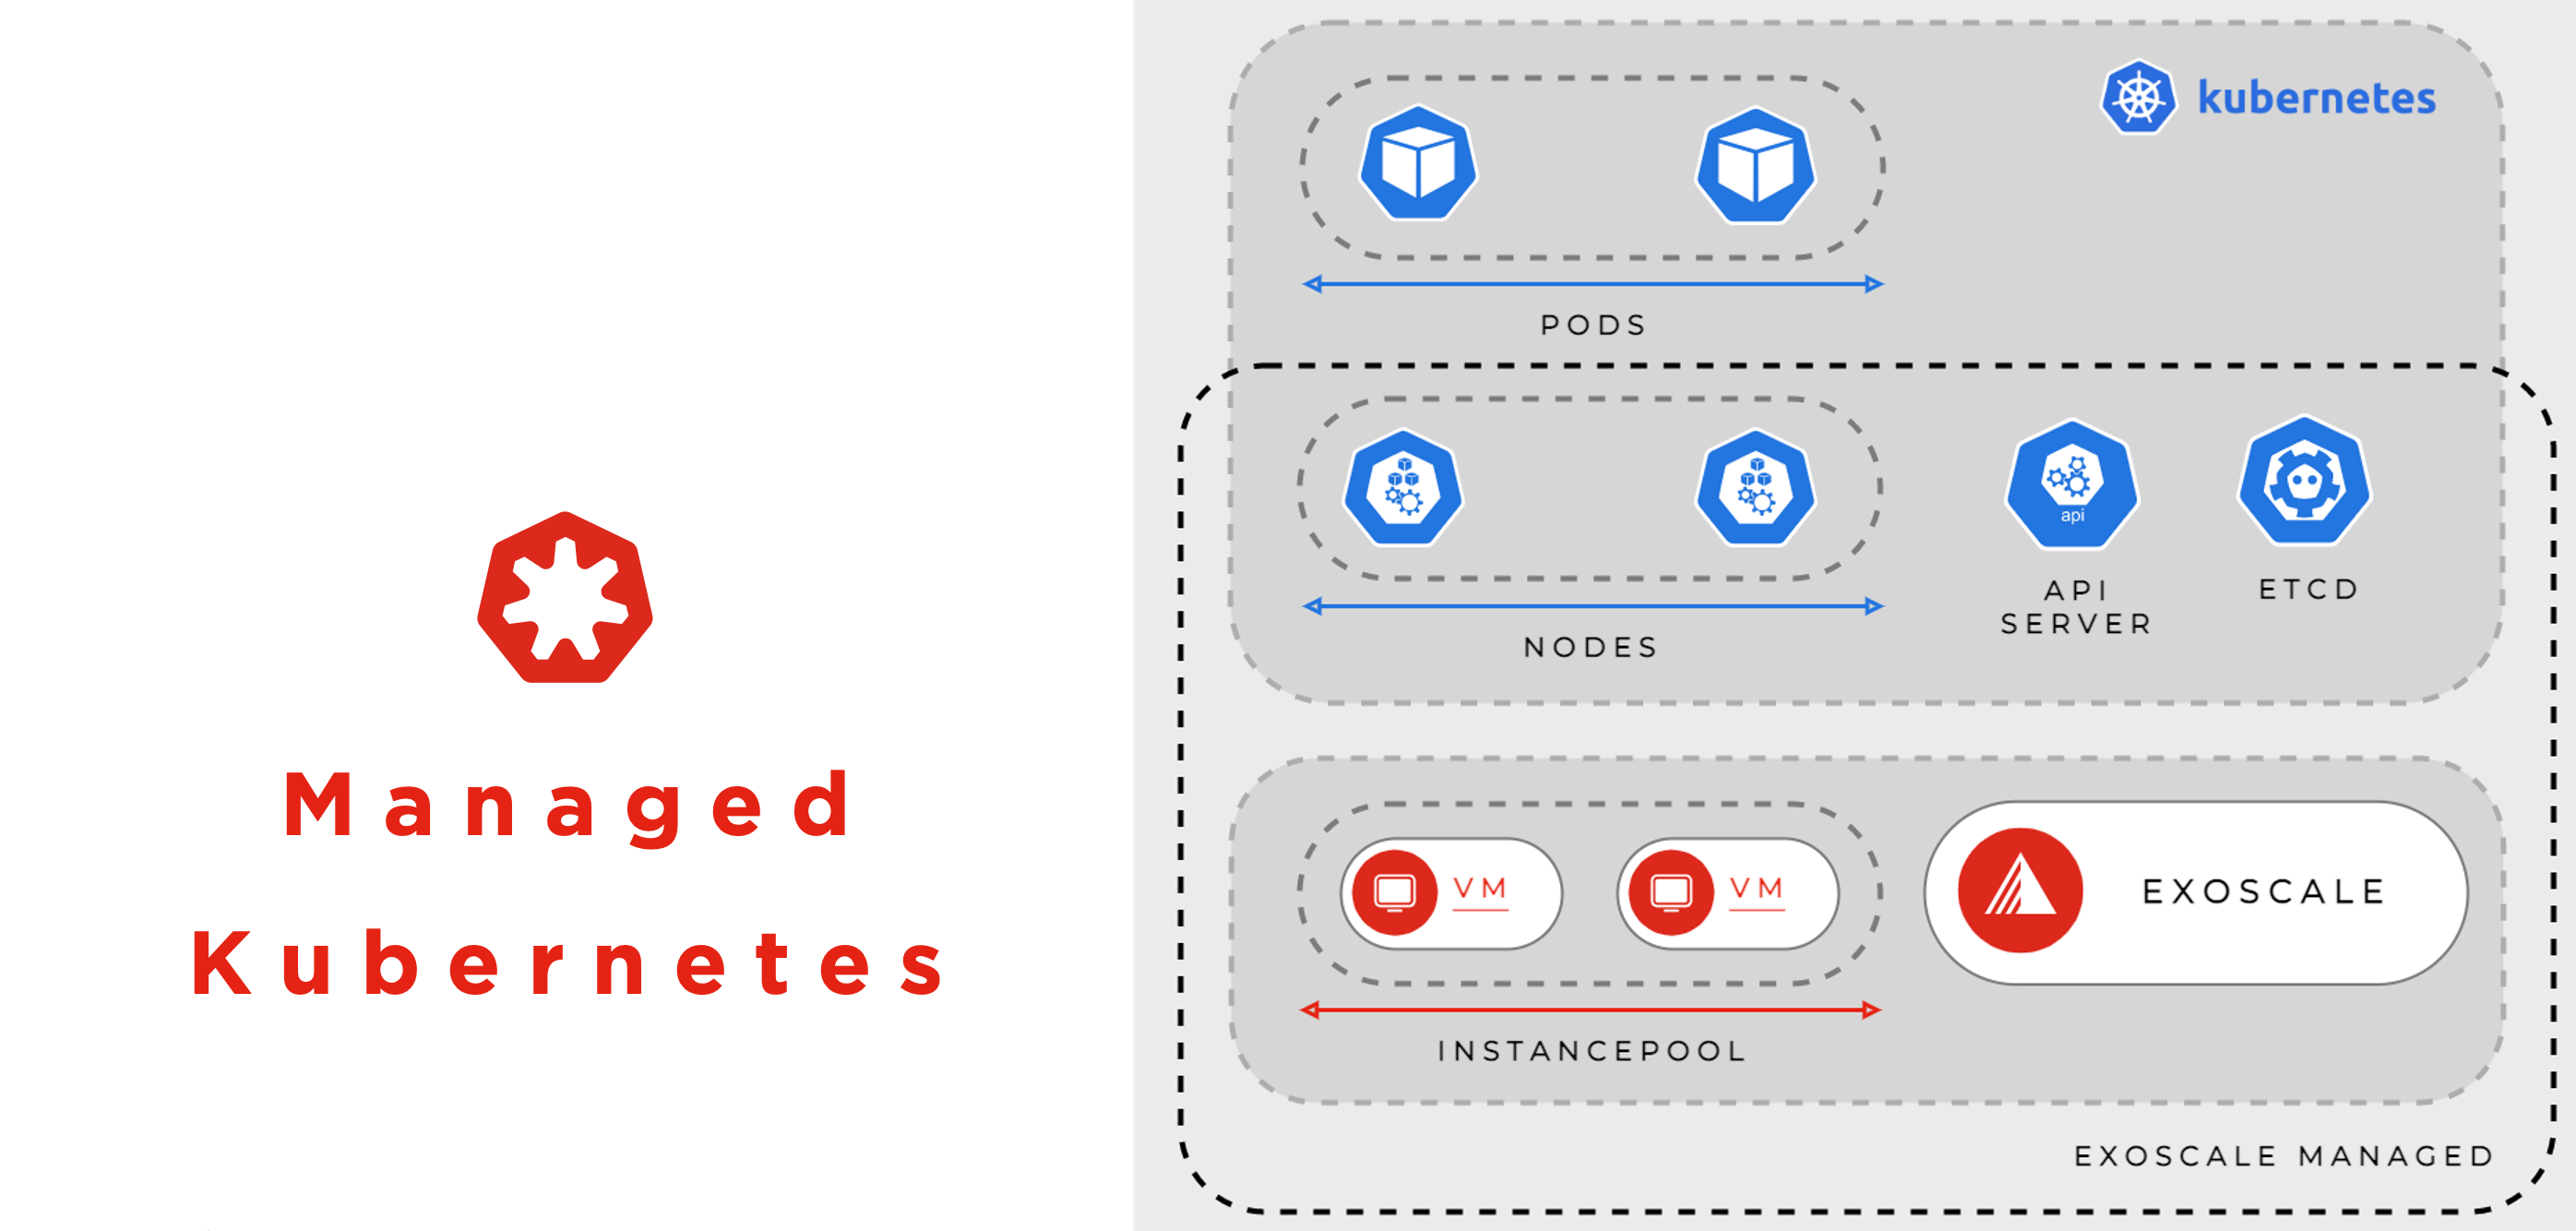 Managed
Kubernetes
kubernetes
PODS
api
NODES
API
SERVER
ETCD
VM
VM
EXOSCALE
INSTANCEPOOL
EXOSCALE MANAGED